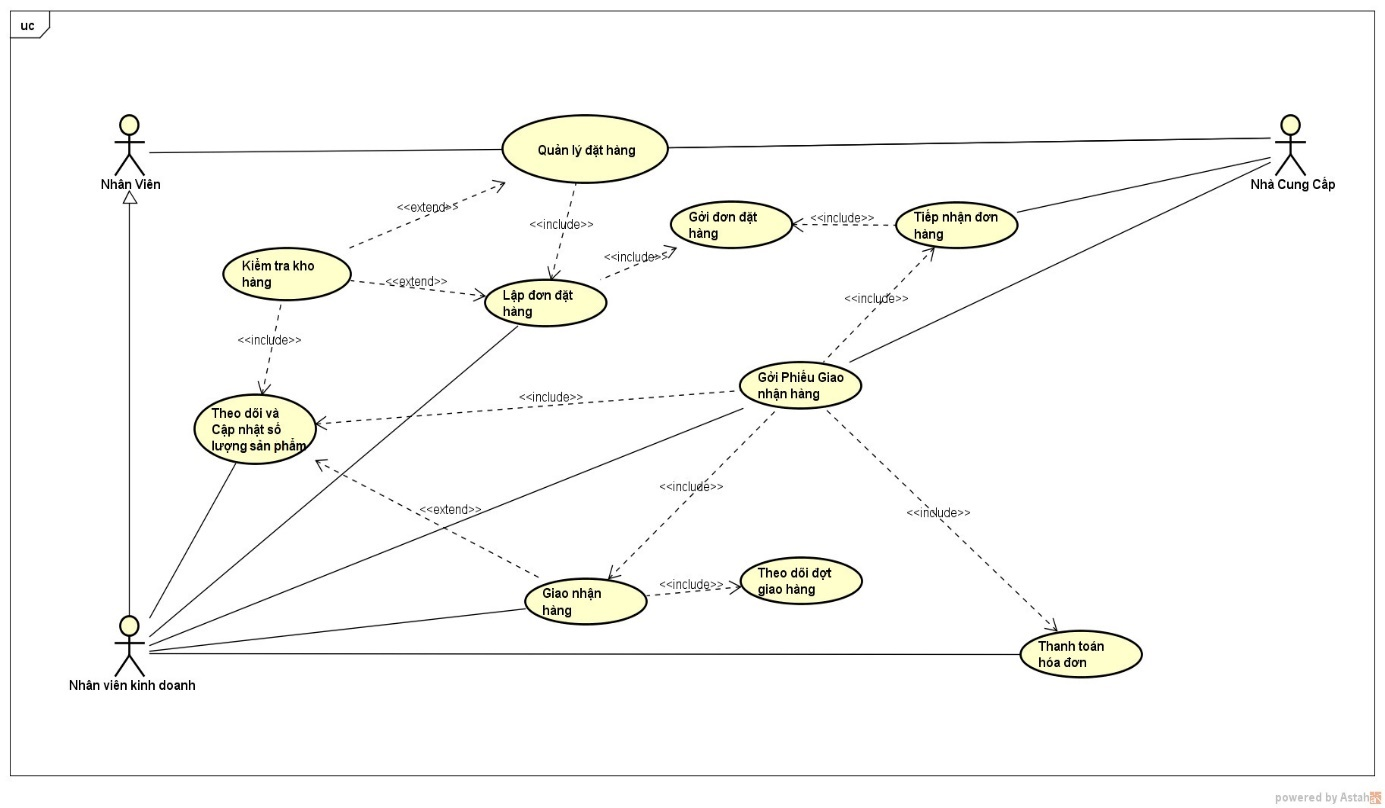 uc
Nhân Viên
Quản lý đặt hàng
Nhà Cung Cấp
<<extend>>
<<include>>
Gởi đơn đặt
hàng
<<include>>
Tiếp nhận đơn
hàng
Kiểm tra kho
hàng
<<extend>>
<<include>>
Lập đơn đặt
hàng
<<include>>
<<include>>
Gởi Phiếu Giao
nhận hàng
<<include>>
Theo dõi và
Cập nhật số
lượng sản phẩm
<<include>>
<<extend>>
<<include>>
Giao nhận
hàng
<<include>>
Theo dõi đợt
giao hàng
Thanh toán
hóa đơn
Nhân viên kinh doanh
powered by Astah